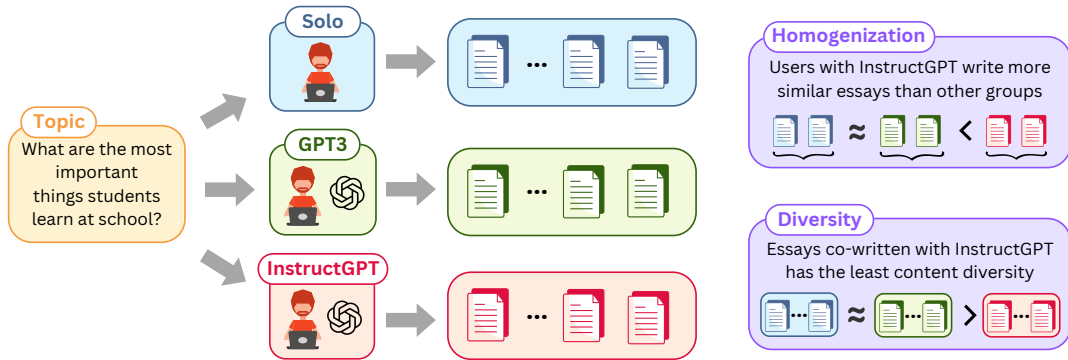 Topic
What are the most
important
things students
learn at school?
Solo
...
GPT3
...
InstructGPT
...
Homogenization
Users with InstructGPT write more
similar essays than other groups
≈ <
Diversity
Essays co-written with InstructGPT
has the least content diversity
... ≈ ... > ...